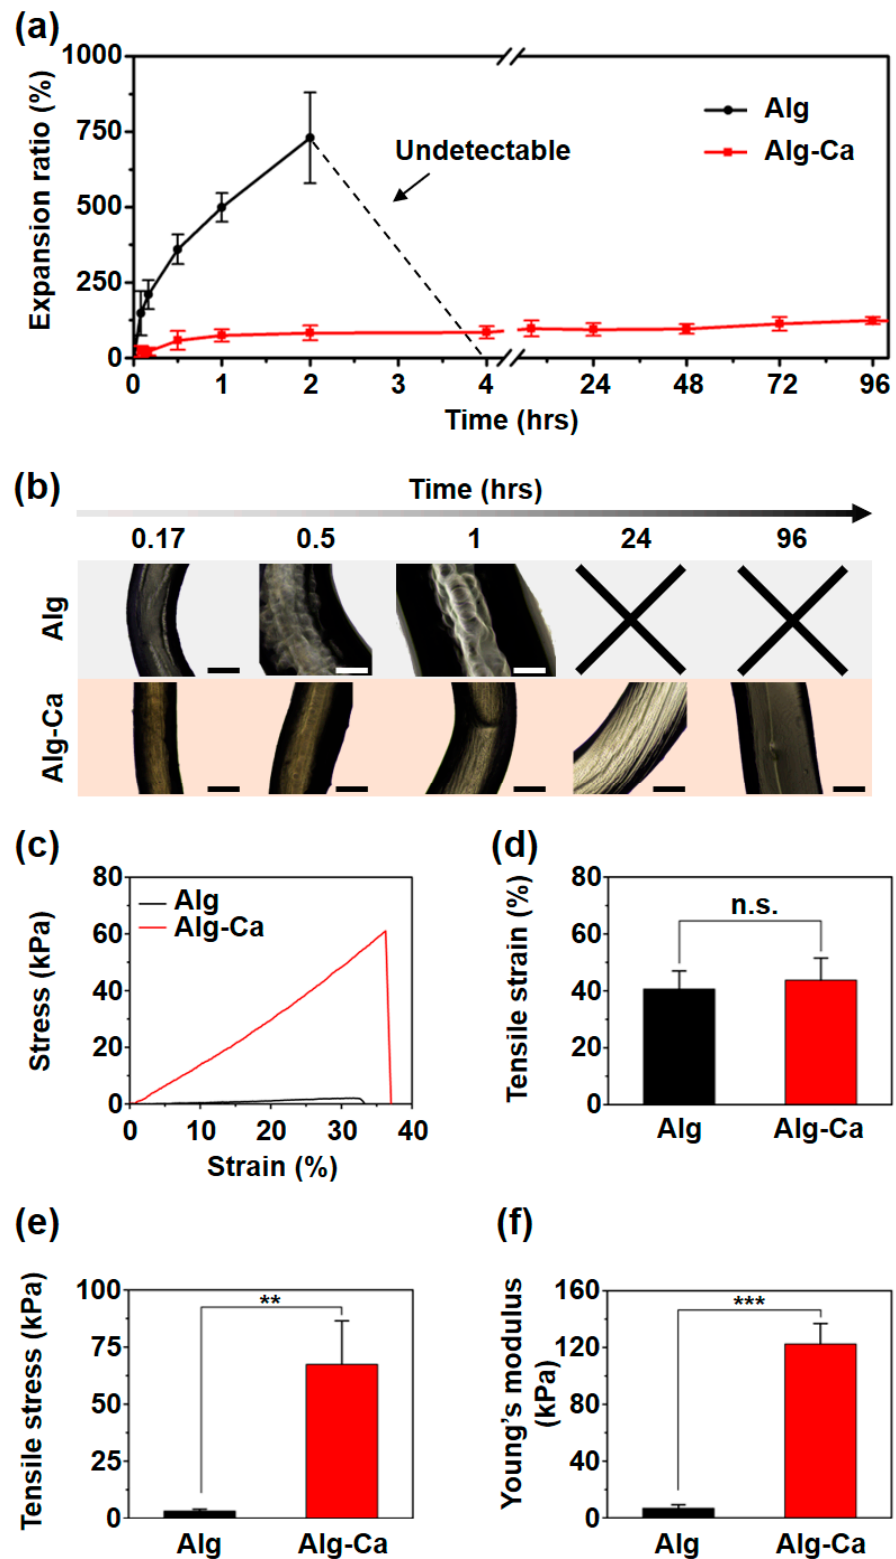 (a)
Expansion ratio (%)
1000
750
500
250
0
Alg
Alg-Ca
Undetectable
0 1 2 3 4 24 48 72 96
Time (hrs)
(b)
Time (hrs)
0.17 0.5 1 24 96
Alg
Alg-Ca
(c)
Stress (kPa)
80
60
40
20
0
Alg
Alg-Ca
0 10 20 30 40
Strain (%)
(d)
Tensile strain (%)
80
60
40
20
0
n.s.
Alg Alg-Ca
(e)
Tensile stress (kPa)
100
75
50
25
0
**
Alg Alg-Ca
(f)
Young’s modulus
(kPa)
160
120
80
40
0
***
Alg Alg-Ca